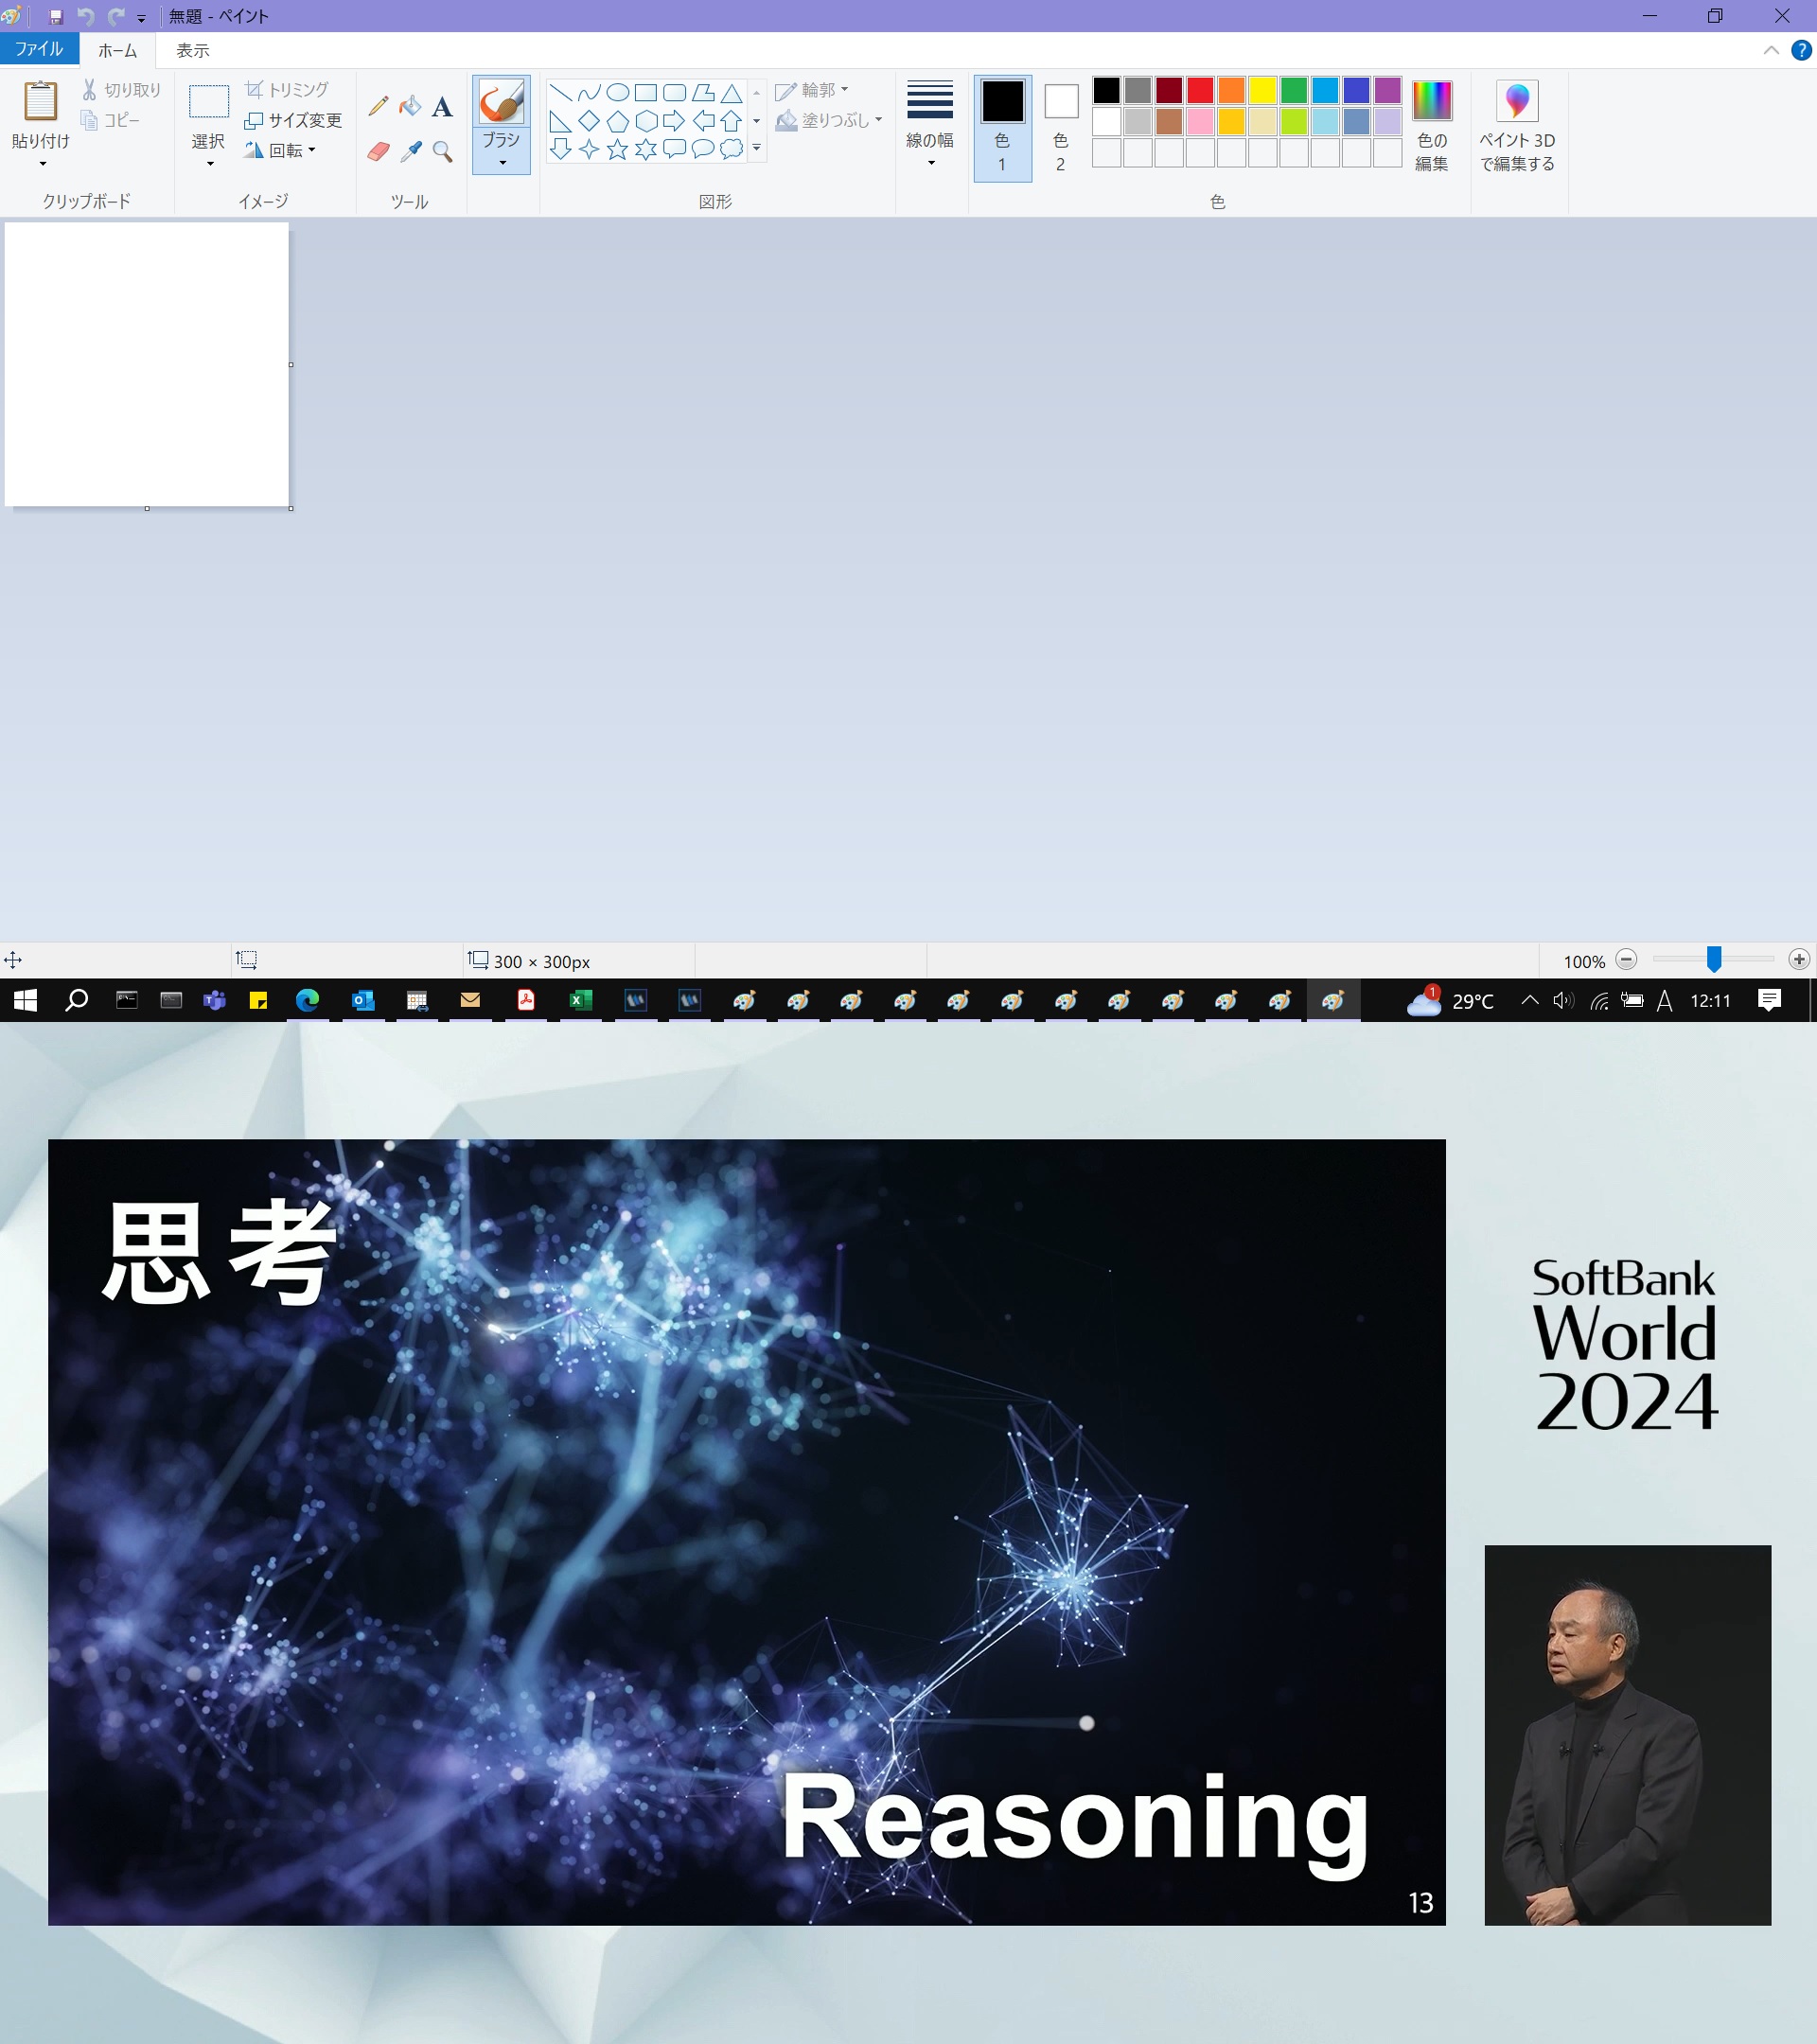 無題 - ペイント
ファイル
ホーム
表示
貼り付け
切り取り
コピー
クリップボード
選択
トリミング
サイズ変更
回転
イメージ
A
ツール
ブラシ
輪郭
塗りつぶし
図形
線の幅
色
1
色
2
色の
編集
色
ペイント 3D
で編集する
?
300 × 300px
100%
1
29°C
A
12:11
思考
Reasoning
13
SoftBank
World
2024